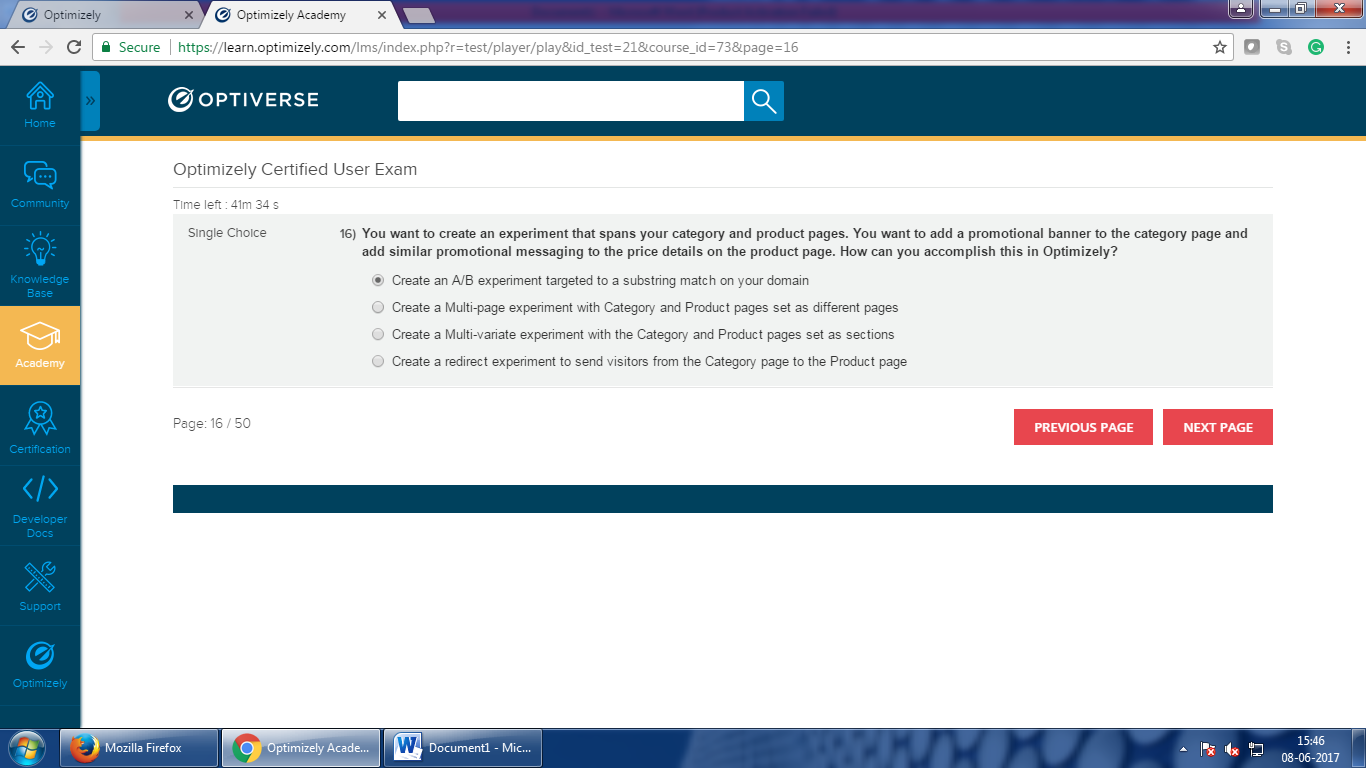 Optimizely
Optimizely Academy
Secure https://learn.optimizely.com/lms/index.php?r=test/player/play&id_test=21&course_id=73&page=16
Home
Community
Knowledge
Base
Academy
Certification
Developer
Docs
Support
Optimizely
» OPTIVERSE
Optimizely Certified User Exam
Time left : 41m 34 s
Single Choice
16) You want to create an experiment that spans your category and product pages. You want to add a promotional banner to the category page and
add similar promotional messaging to the price details on the product page. How can you accomplish this in Optimizely?
Create an A/B experiment targeted to a substring match on your domain
Create a Multi-page experiment with Category and Product pages set as different pages
Create a Multi-variate experiment with the Category and Product pages set as sections
Create a redirect experiment to send visitors from the Category page to the Product page
Page: 16 / 50
PREVIOUS PAGE
NEXT PAGE
Mozilla Firefox
Optimizely Acade...
Document1 - Mic...
15:46
08-06-2017